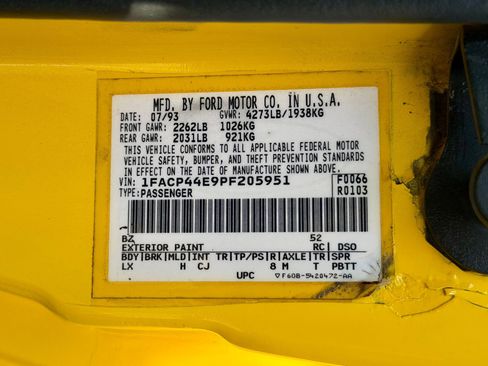 MFD. BY FORD MOTOR CO. IN U.S.A.
DATE: 07/93 GVWR: 4273LB/1938KG
FRONT GAWR: 2262LB 1026KG
REAR GAWR: 2031LB 921KG
THIS VEHICLE CONFORMS TO ALL APPLICABLE FEDERAL MOTOR
VEHICLE SAFETY, BUMPER, AND THEFT PREVENTION STANDARDS
IN EFFECT ON THE DATE OF MANUFACTURE SHOWN ABOVE.
VIN: 1FACP44E9PF205951 F0066
TYPE: PASSENGER R0103
BZ 52
EXTERIOR PAINT RC| DSO
BDY|BRK|MLD|INT TR|TP/PS|R|AXLE|TR|SPR
LX H CJ 8 M T PBTT
UPC ▽F60B-5420472-AA